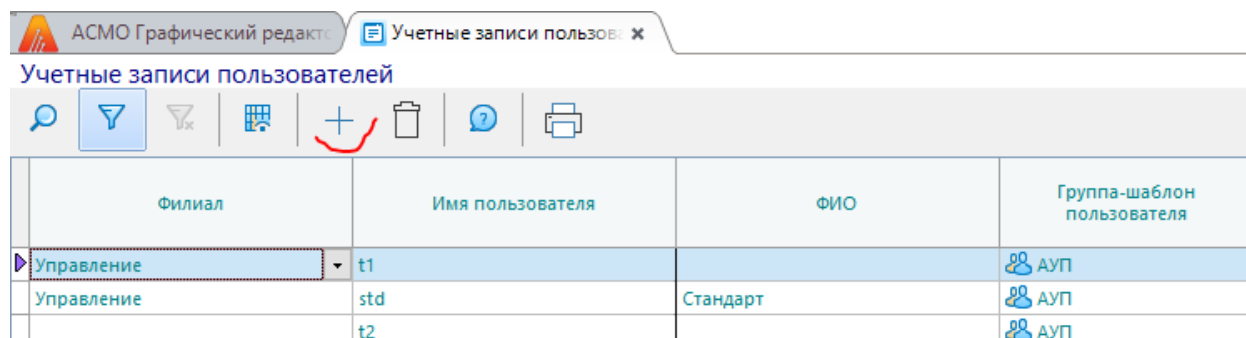 АСМО Графический редакто
Учетные записи пользова
Учетные записи пользователей
Филиал
Имя пользователя
ФИО
Группа-шаблон
пользователя
Управление
t1
АУП
Управление
std
Стандарт
АУП
t2
АУП